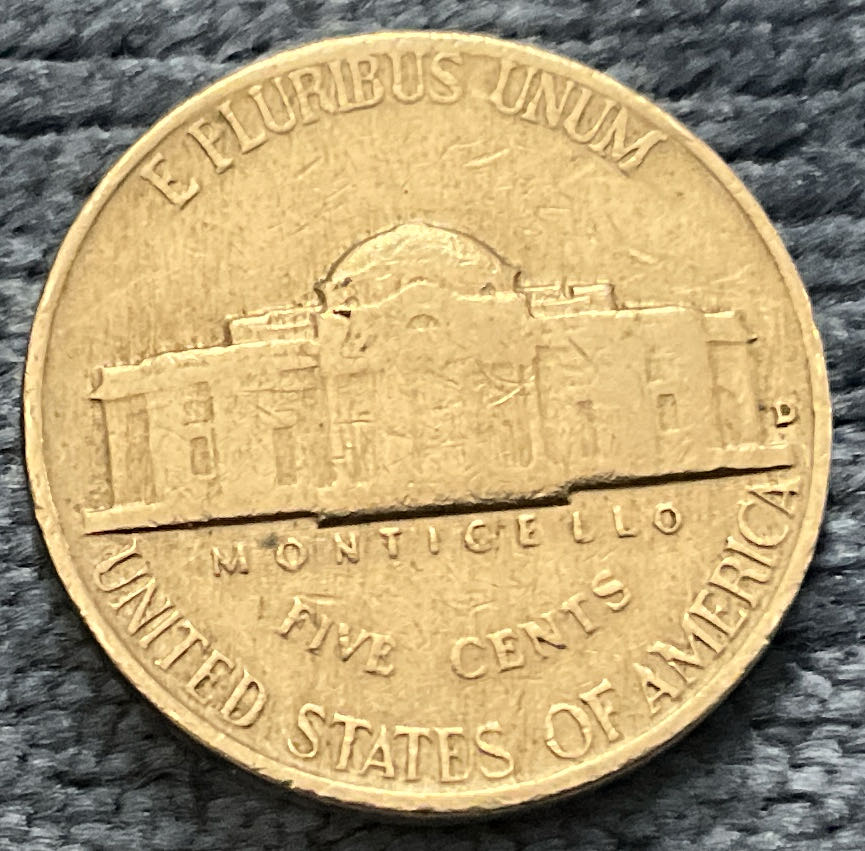 E PLURIBUS UNUM
D
MONTICELLO
FIVE CENTS
UNITED STATES OF AMERICA